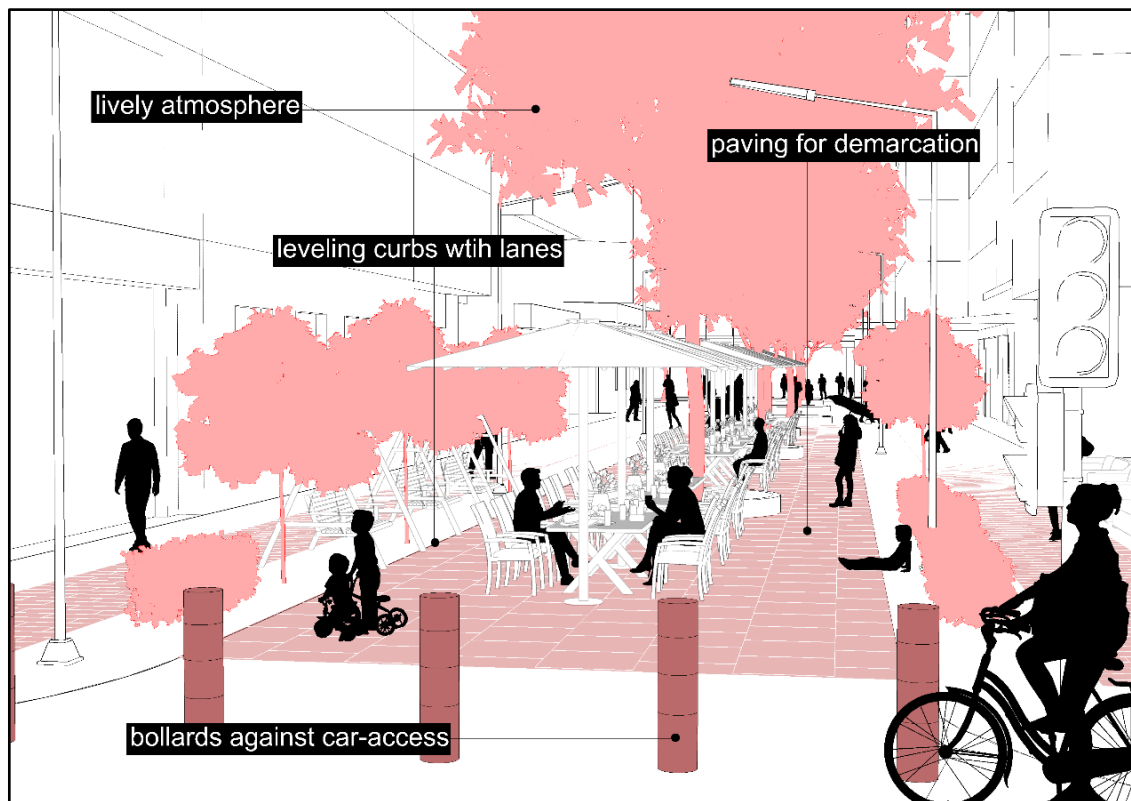 lively atmosphere
paving for demarcation
leveling curbs wtih lanes
bollards against car-access